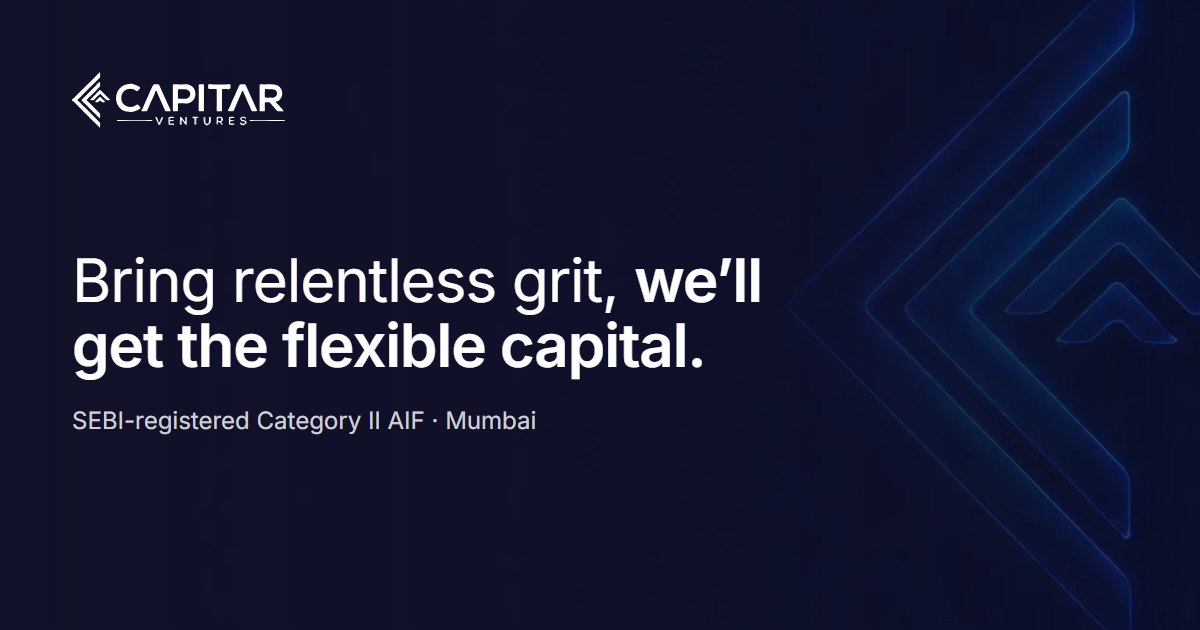 CAPITAR
VENTURES
Bring relentless grit, we’ll
get the flexible capital.
SEBI-registered Category II AIF · Mumbai